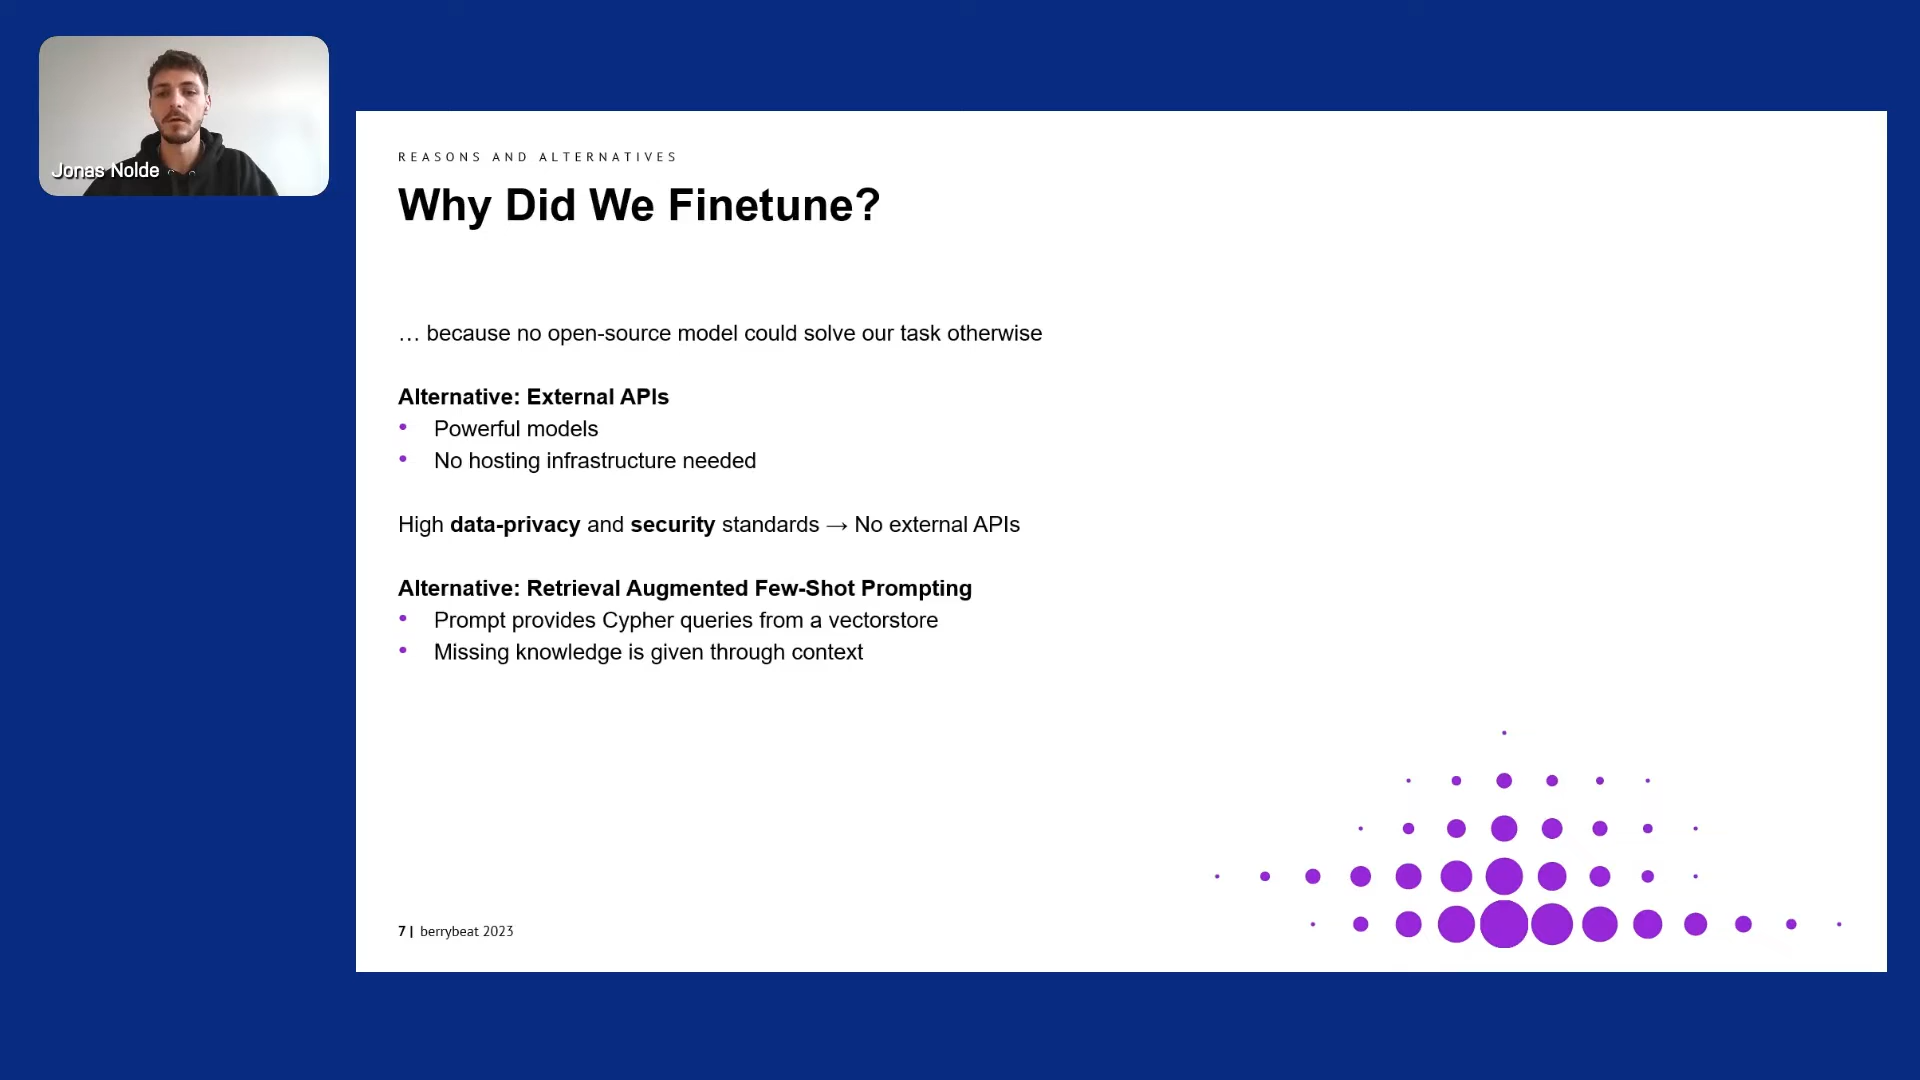 Jonas Nolde
REASONS AND ALTERNATIVES
Why Did We Finetune?
… because no open-source model could solve our task otherwise
Alternative: External APIs
• Powerful models
• No hosting infrastructure needed
High data-privacy and security standards → No external APIs
Alternative: Retrieval Augmented Few-Shot Prompting
• Prompt provides Cypher queries from a vectorstore
• Missing knowledge is given through context
7 | berrybeat 2023